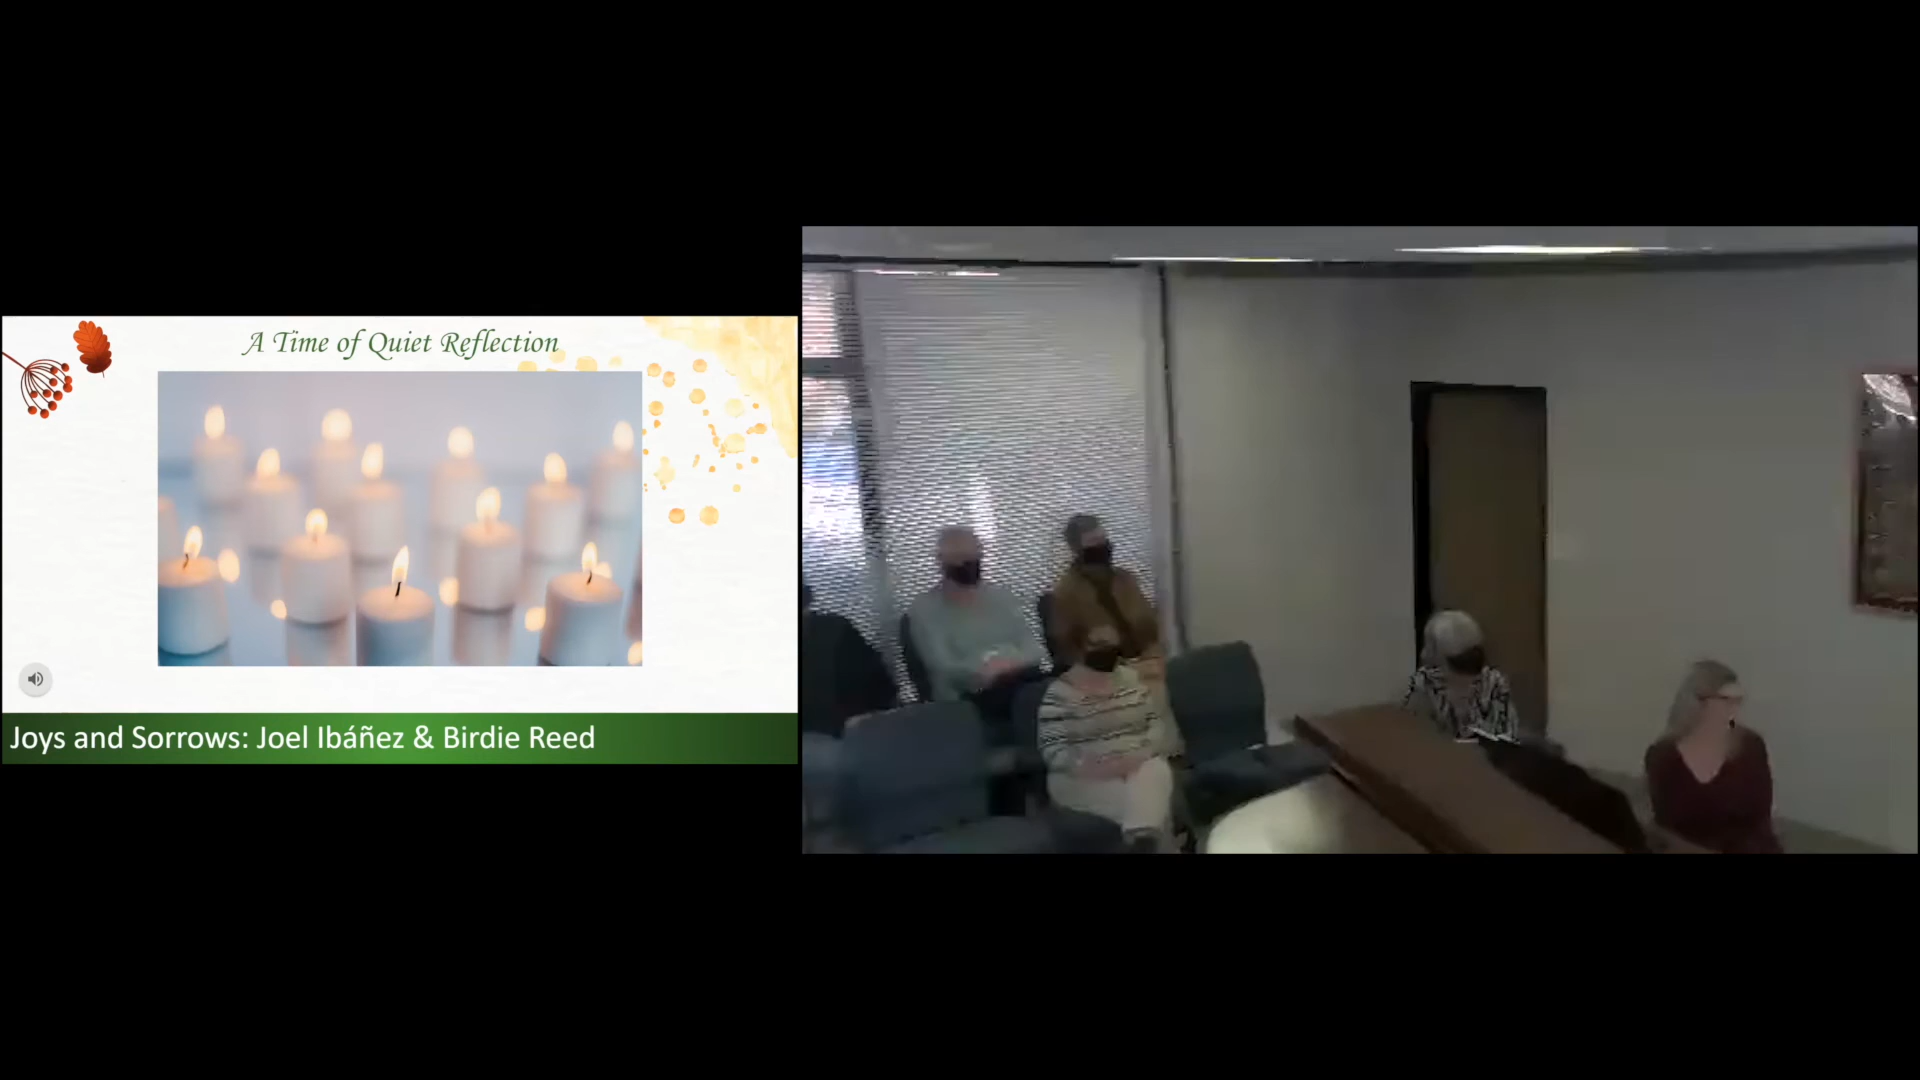 A Time of Quiet Reflection
Joys and Sorrows: Joel Ibáñez & Birdie Reed